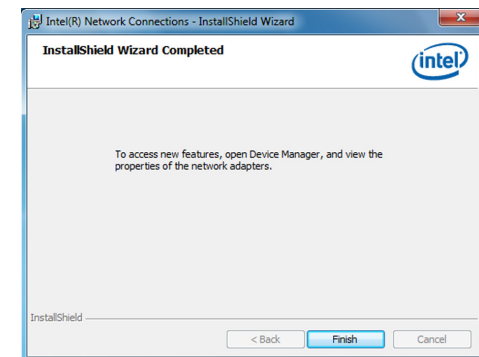 Intel(R) Network Connections - InstallShield Wizard
InstallShield Wizard Completed
intel
To access new features, open Device Manager, and view the
properties of the network adapters.
InstallShield
< Back
Finish
Cancel